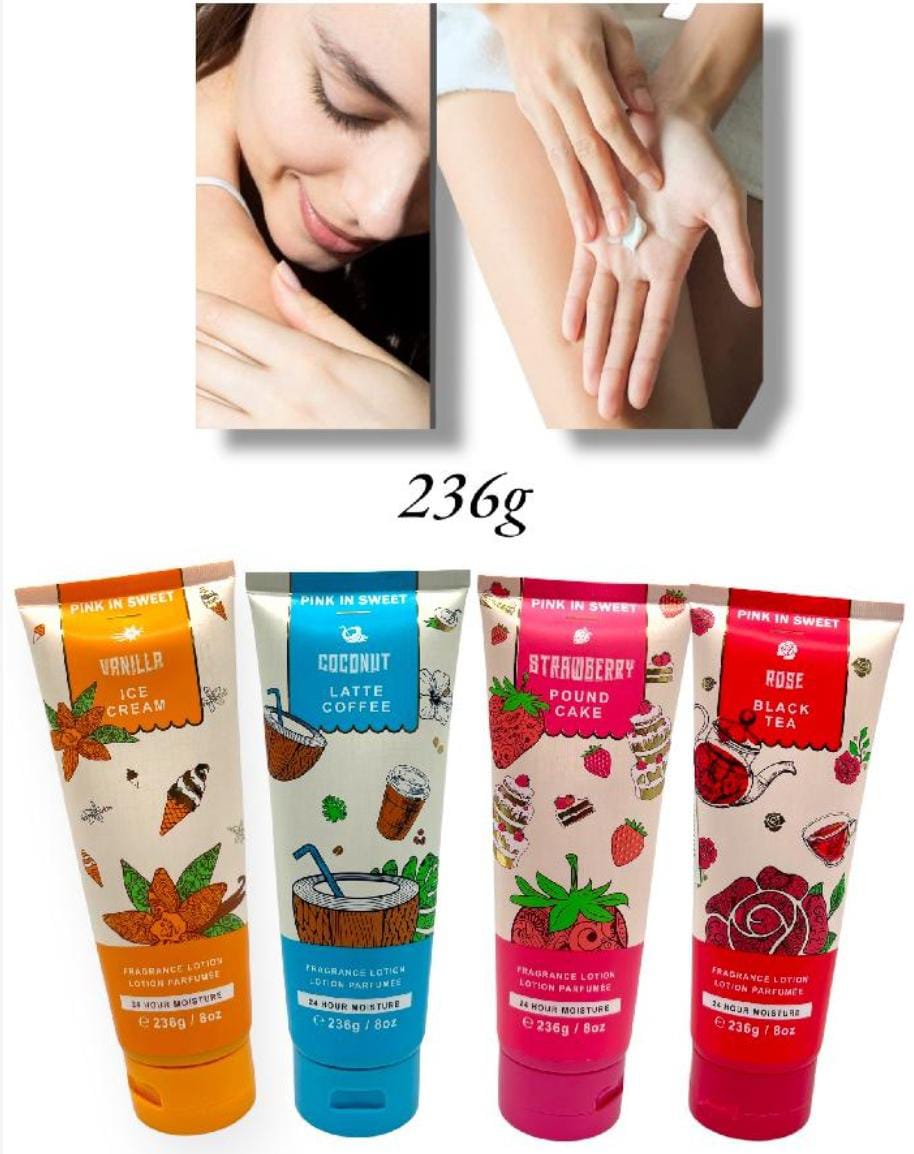 236g
PINK IN SWEET
VANILLA
ICE
CREAM
FRAGRANCE LOTION
LOTION PARFUMÉE
24 HOUR MOISTURE
℮ 236g / 8oz
PINK IN SWEET
COCONUT
LATTE
COFFEE
FRAGRANCE LOTION
LOTION PARFUMÉE
24 HOUR MOISTURE
℮ 236g / 8oz
PINK IN SWEET
STRAWBERRY
POUND
CAKE
FRAGRANCE LOTION
LOTION PARFUMÉE
24 HOUR MOISTURE
℮ 236g / 8oz
PINK IN SWEET
ROSE
BLACK
TEA
FRAGRANCE LOTION
LOTION PARFUMÉE
24 HOUR MOISTURE
℮ 236g / 8oz